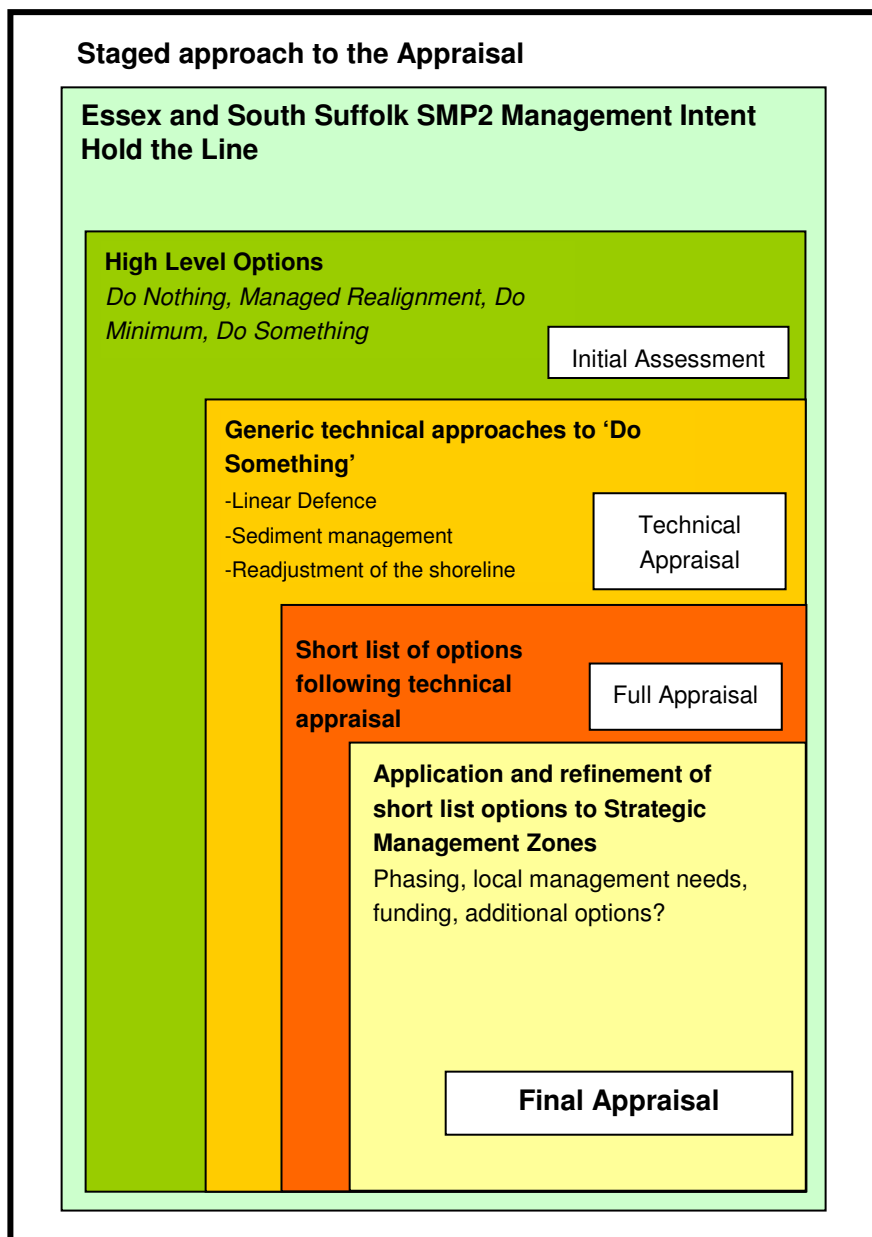 Staged approach to the Appraisal
Essex and South Suffolk SMP2 Management Intent
Hold the Line
High Level Options
Do Nothing, Managed Realignment, Do
Minimum, Do Something
Initial Assessment
Generic technical approaches to ‘Do
Something’
-Linear Defence
-Sediment management
-Readjustment of the shoreline
Technical
Appraisal
Short list of options
following technical
appraisal
Full Appraisal
Application and refinement of
short list options to Strategic
Management Zones
Phasing, local management needs,
funding, additional options?
Final Appraisal